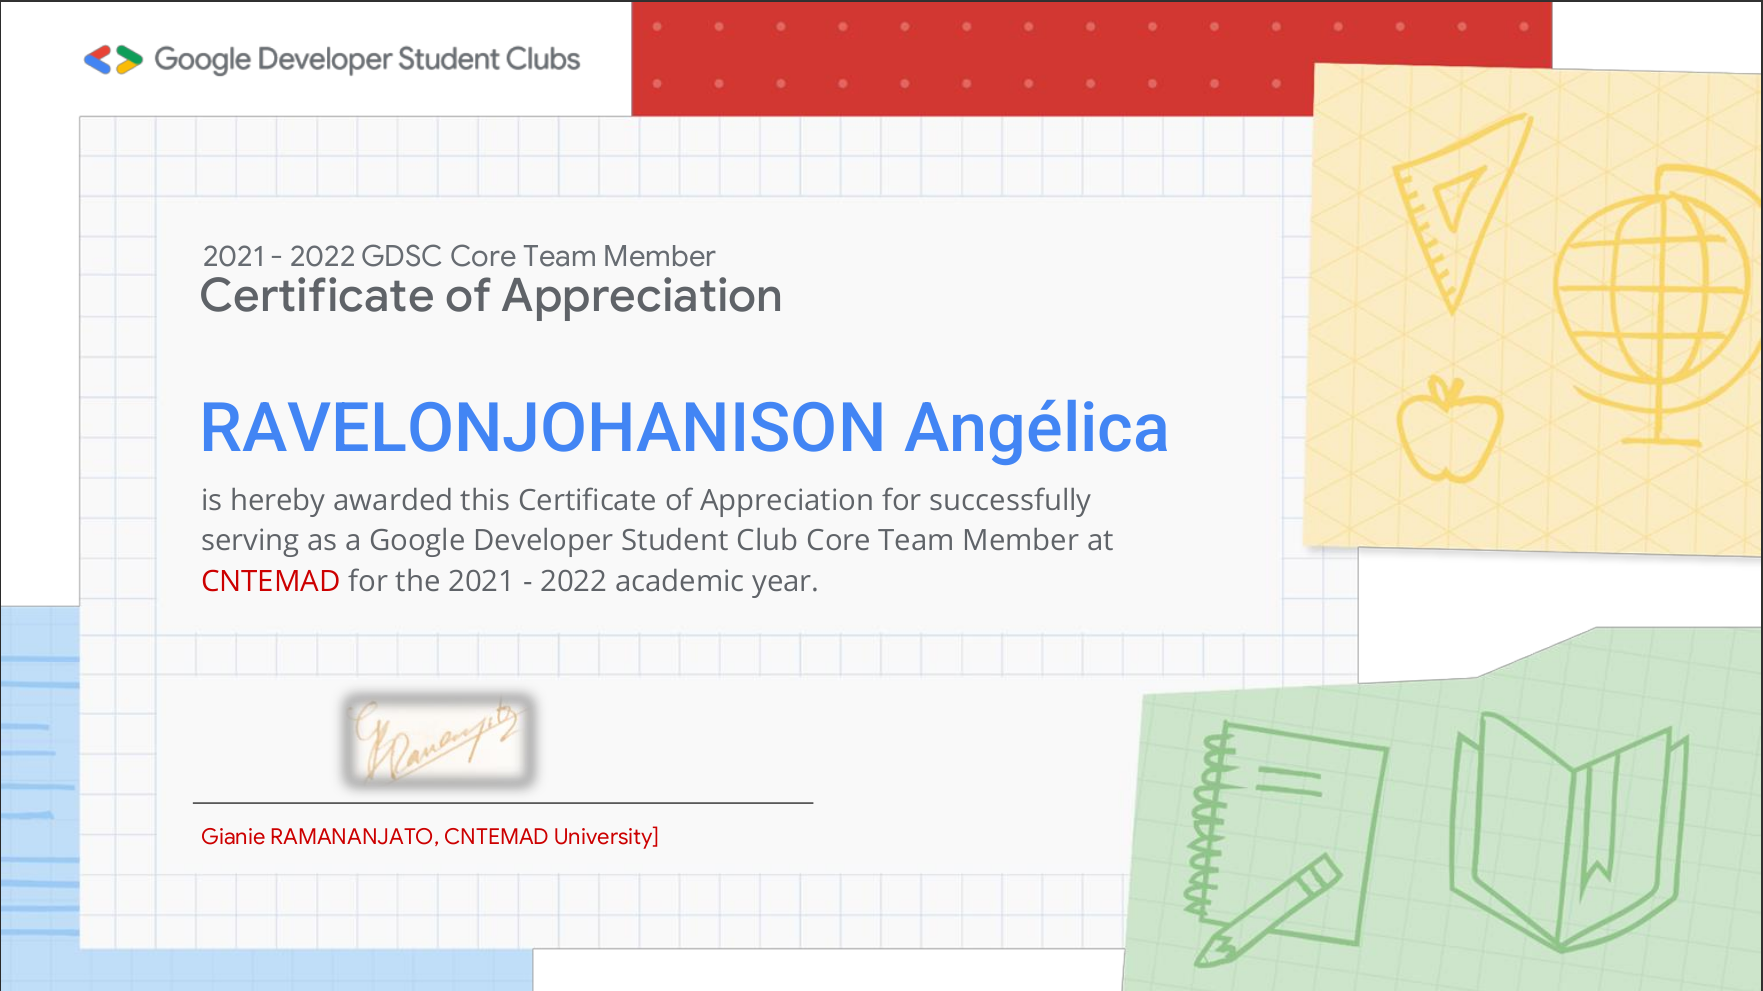 Google Developer Student Clubs
2021 - 2022 GDSC Core Team Member
Certificate of Appreciation
RAVELONJOHANISON Angélica
is hereby awarded this Certificate of Appreciation for successfully
serving as a Google Developer Student Club Core Team Member at
CNTEMAD for the 2021 - 2022 academic year.
Gianie RAMANANJATO, CNTEMAD University]